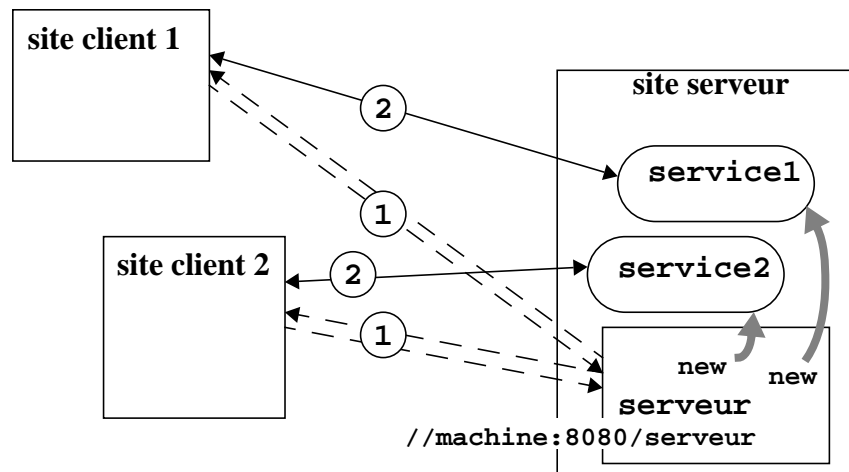 site client 1
site serveur
2
service1
1
site client 2
2
service2
1
new
new
serveur
//machine:8080/serveur